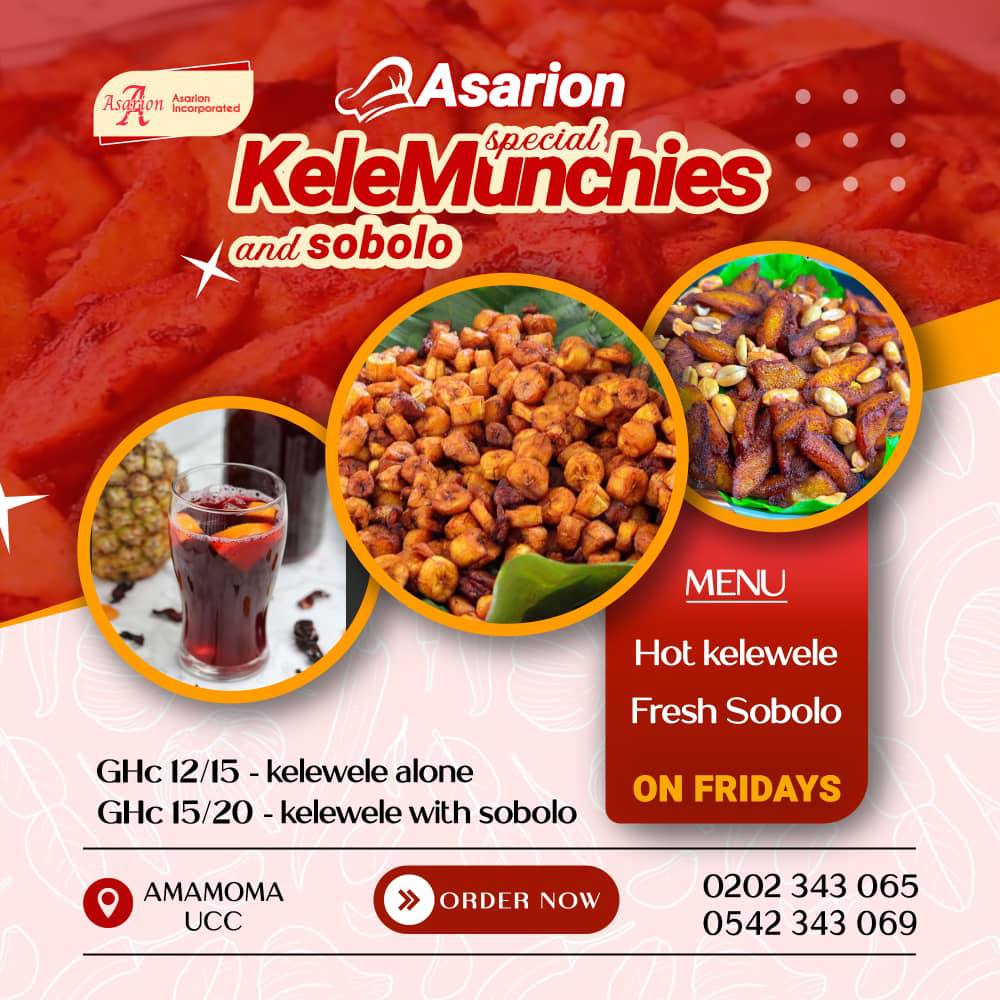 Asarion
Asarion
Incorporated
Asarion
special
KeleMunchies
and sobolo
MENU
Hot kelewele
Fresh Sobolo
ON FRIDAYS
GHc 12/15 - kelewele alone
GHc 15/20 - kelewele with sobolo
AMAMOMA
UCC
ORDER NOW
0202 343 065
0542 343 069